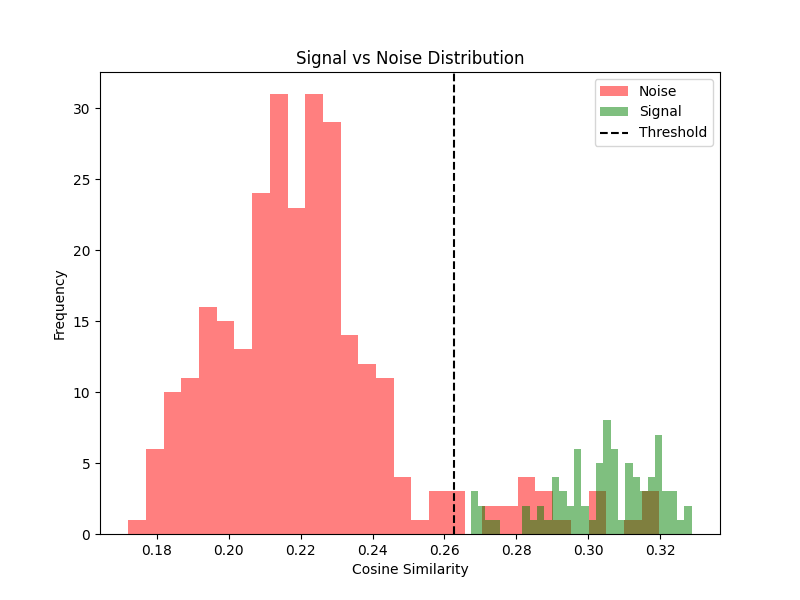 Signal vs Noise Distribution
Noise
Signal
Threshold
Frequency
30
25
20
15
10
5
0
0.18 0.20 0.22 0.24 0.26 0.28 0.30 0.32
Cosine Similarity